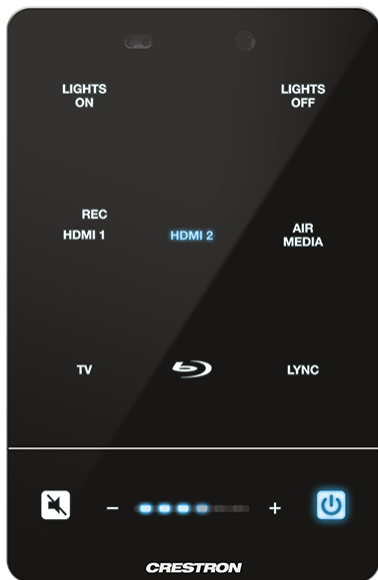 LIGHTS
ON
LIGHTS
OFF
REC
HDMI 1
HDMI 2
AIR
MEDIA
TV
LYNC
− +
CRESTRON